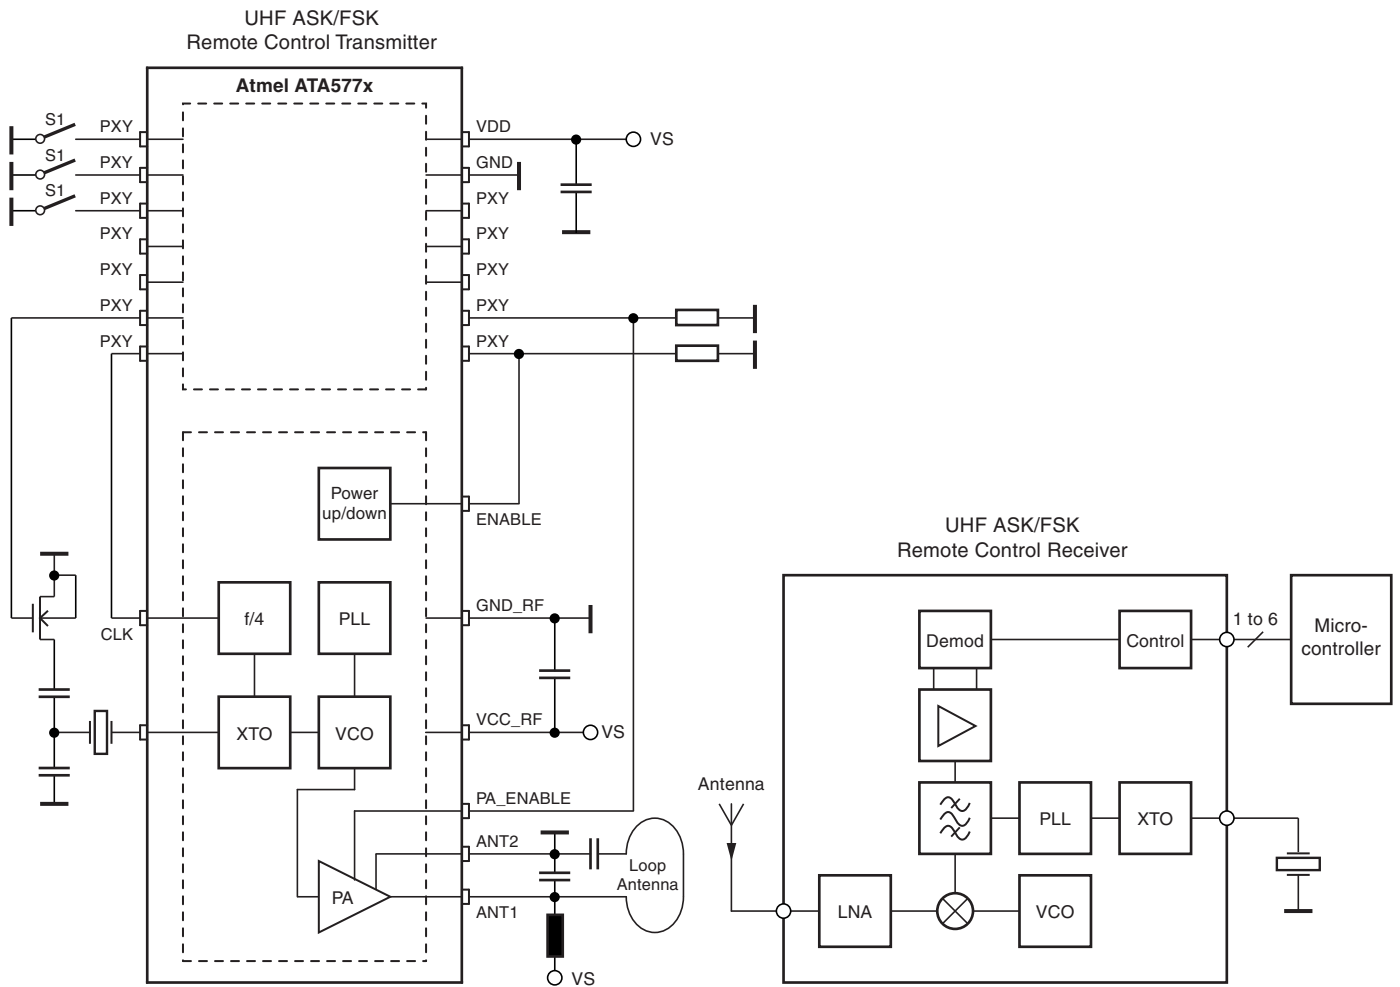 UHF ASK/FSK
Remote Control Transmitter
Atmel ATA577x
S1
PXY
VDD
VS
S1
PXY
GND
S1
PXY
PXY
PXY
PXY
PXY
PXY
PXY
PXY
PXY
PXY
Power
up/down
ENABLE
f/4
PLL
GND_RF
CLK
XTO
VCO
VCC_RF
VS
PA_ENABLE
ANT2
Loop
Antenna
PA
ANT1
VS
UHF ASK/FSK
Remote Control Receiver
Demod
Control
1 to 6
Micro-
controller
Antenna
PLL
XTO
LNA
VCO